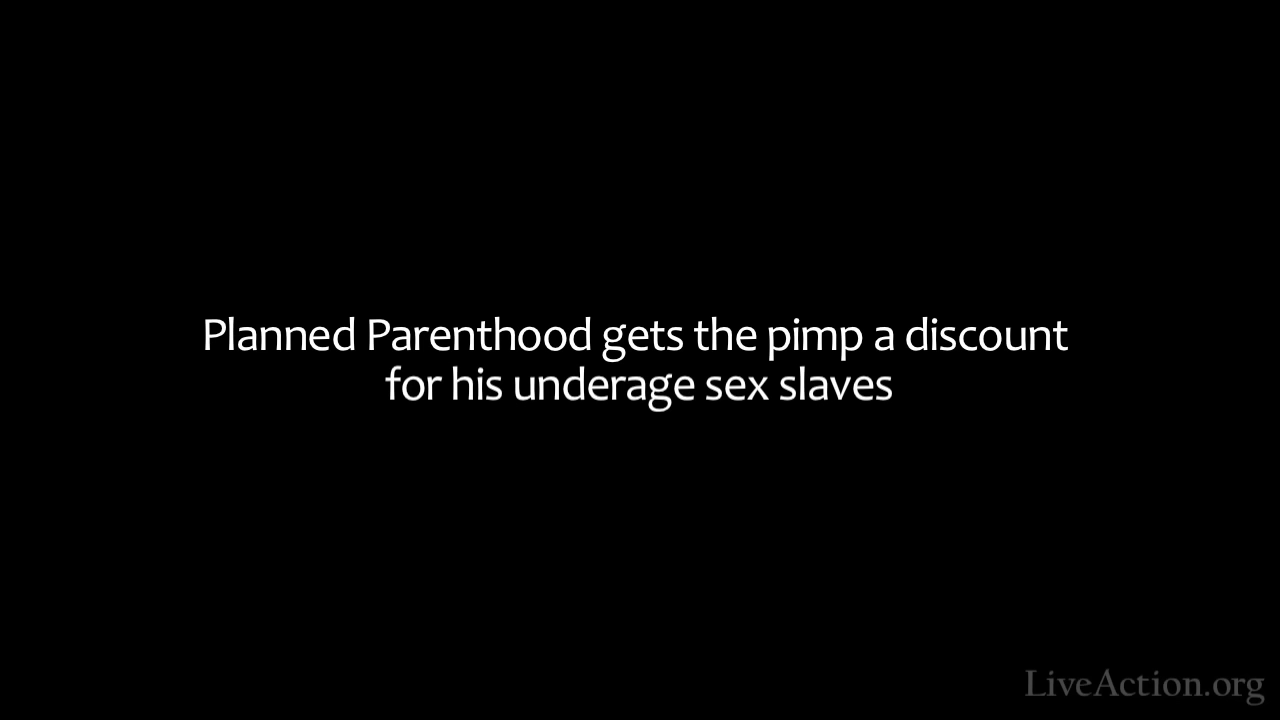 Planned Parenthood gets the pimp a discount
for his underage sex slaves
LiveAction.org